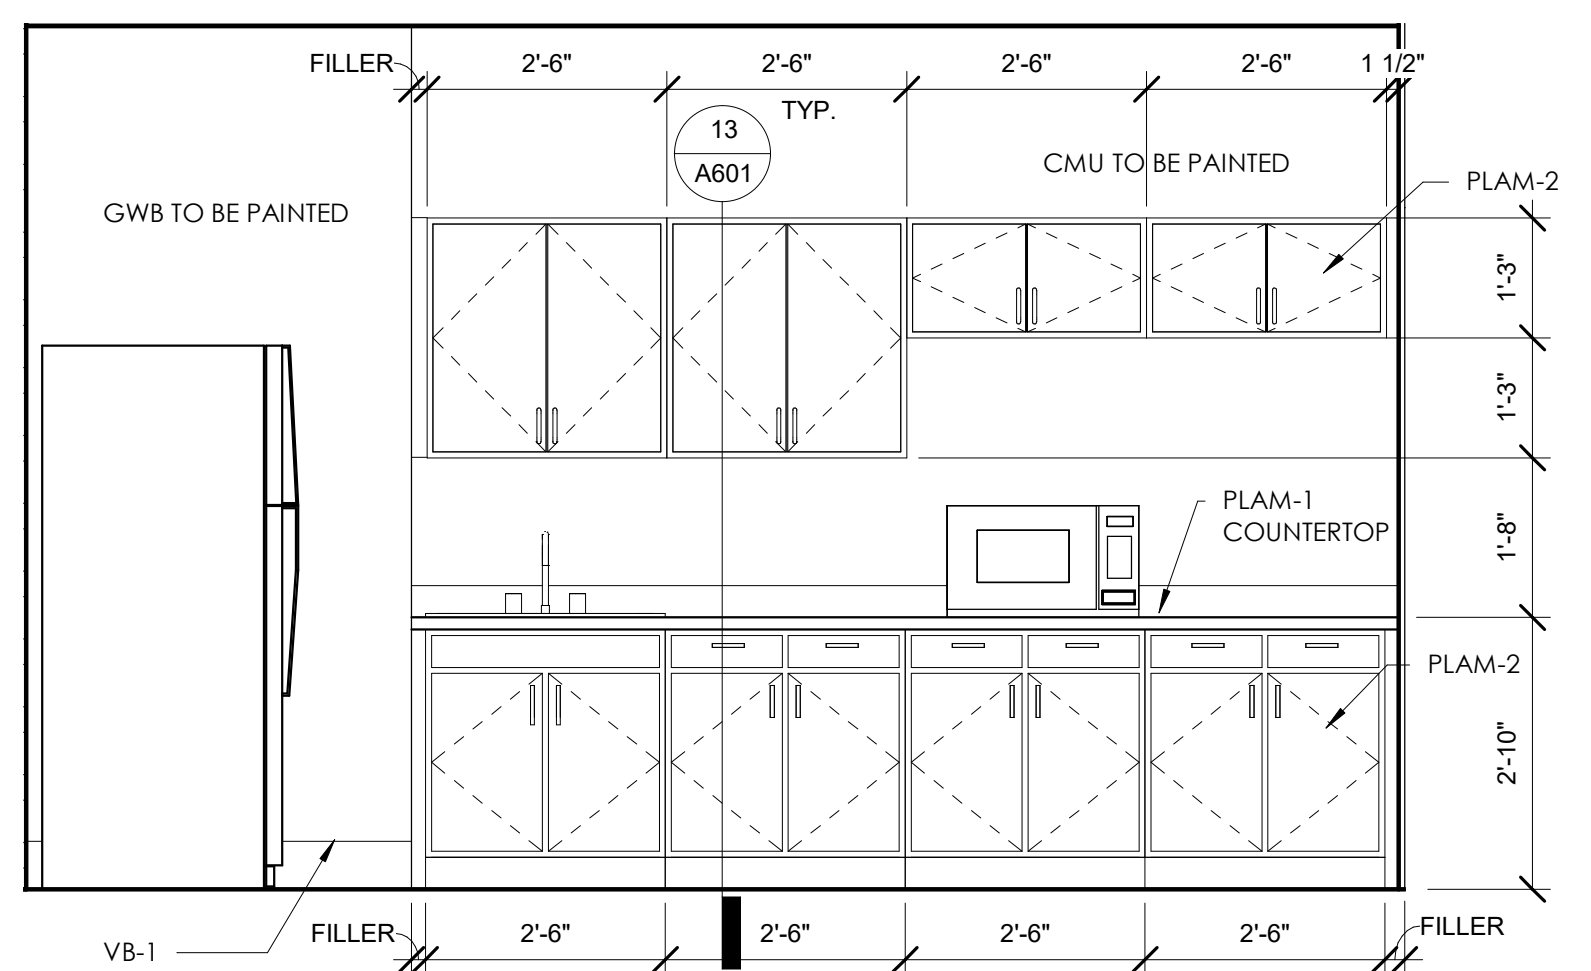 FILLER 2'-6" 2'-6" 2'-6" 2'-6" 1 1/2"
TYP.
13
A601
CMU TO BE PAINTED
PLAM-2
GWB TO BE PAINTED
1'-3"
1'-3"
PLAM-1
COUNTERTOP
1'-8"
PLAM-2
2'-10"
FILLER 2'-6" 2'-6" 2'-6" 2'-6" FILLER
VB-1